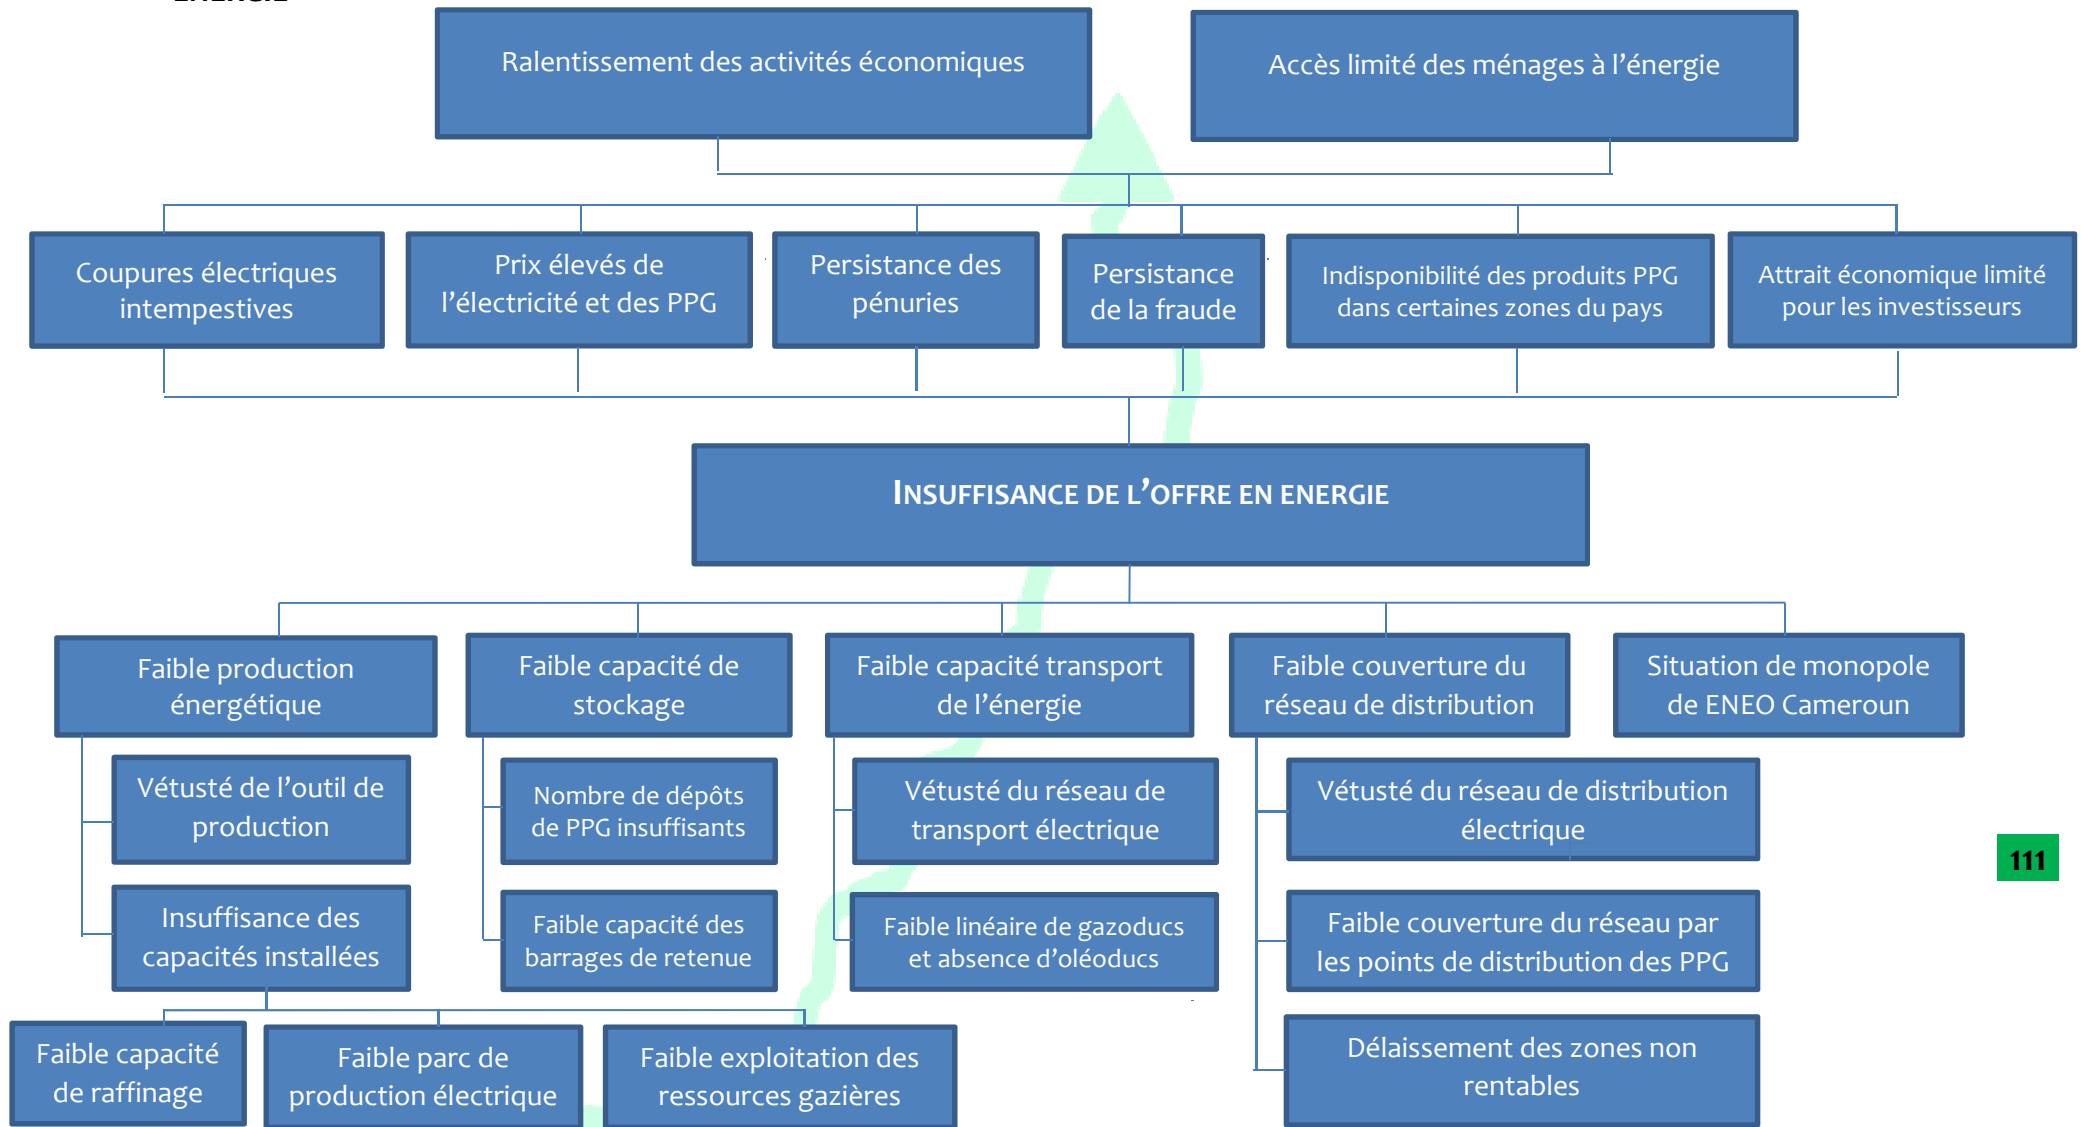 ENERGIE
Ralentissement des activités économiques
Accès limité des ménages à l’énergie
Coupures électriques
intempestives
Prix élevés de
l’électricité et des PPG
Persistance des
pénuries
Persistance
de la fraude
Indisponibilité des produits PPG
dans certaines zones du pays
Attrait économique limité
pour les investisseurs
INSUFFISANCE DE L’OFFRE EN ENERGIE
Faible production
énergétique
Faible capacité de
stockage
Faible capacité transport
de l’énergie
Faible couverture du
réseau de distribution
Situation de monopole
de ENEO Cameroun
Vétusté de l’outil de
production
Nombre de dépôts
de PPG insuffisants
Vétusté du réseau de
transport électrique
Vétusté du réseau de distribution
électrique
111
Insuffisance des
capacités installées
Faible capacité des
barrages de retenue
Faible linéaire de gazoducs
et absence d’oléoducs
Faible couverture du réseau par
les points de distribution des PPG
Faible capacité
de raffinage
Faible parc de
production électrique
Faible exploitation des
ressources gazières
Délaissement des zones non
rentables